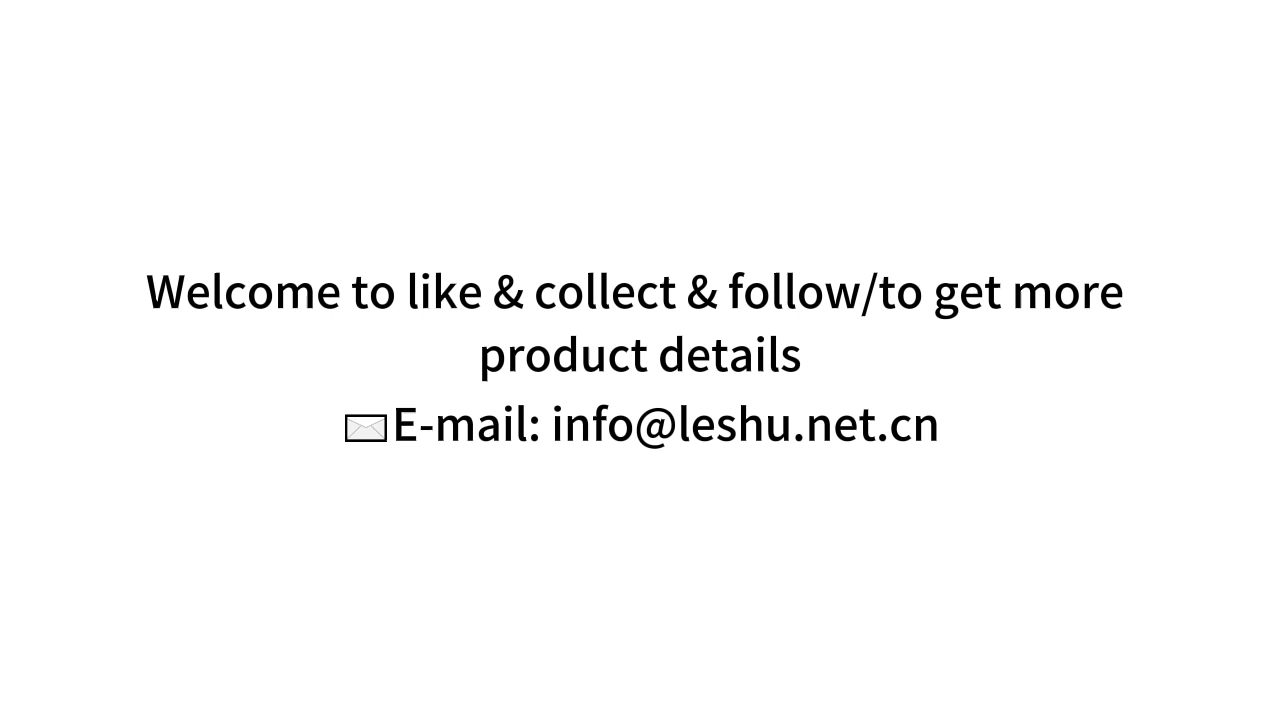 Welcome to like & collect & follow/to get more
product details
✉E-mail: info@leshu.net.cn